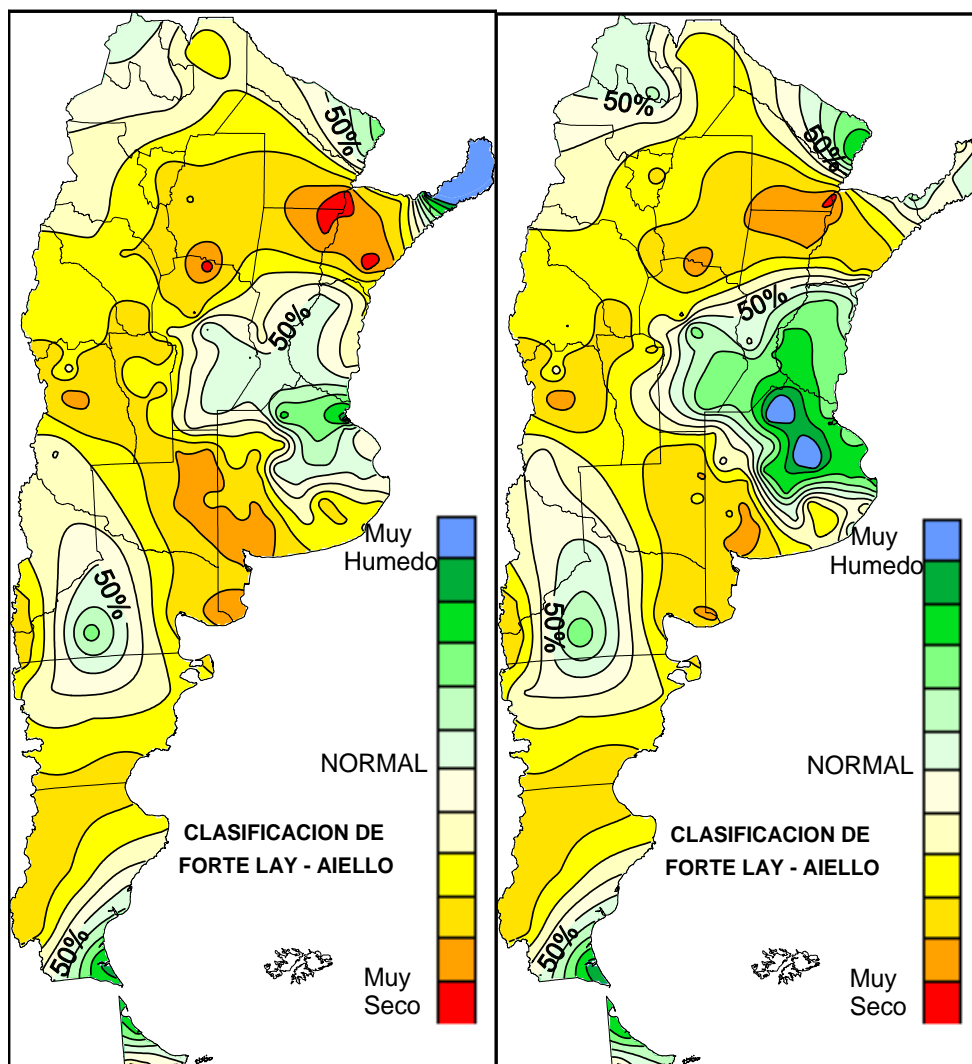 50%
50%
50%
50%
Muy
Humedo
NORMAL
CLASIFICACION DE
FORTE LAY - AIELLO
Muy
Seco
50%
50%
50%
50%
50%
Muy
Humedo
NORMAL
CLASIFICACION DE
FORTE LAY - AIELLO
Muy
Seco